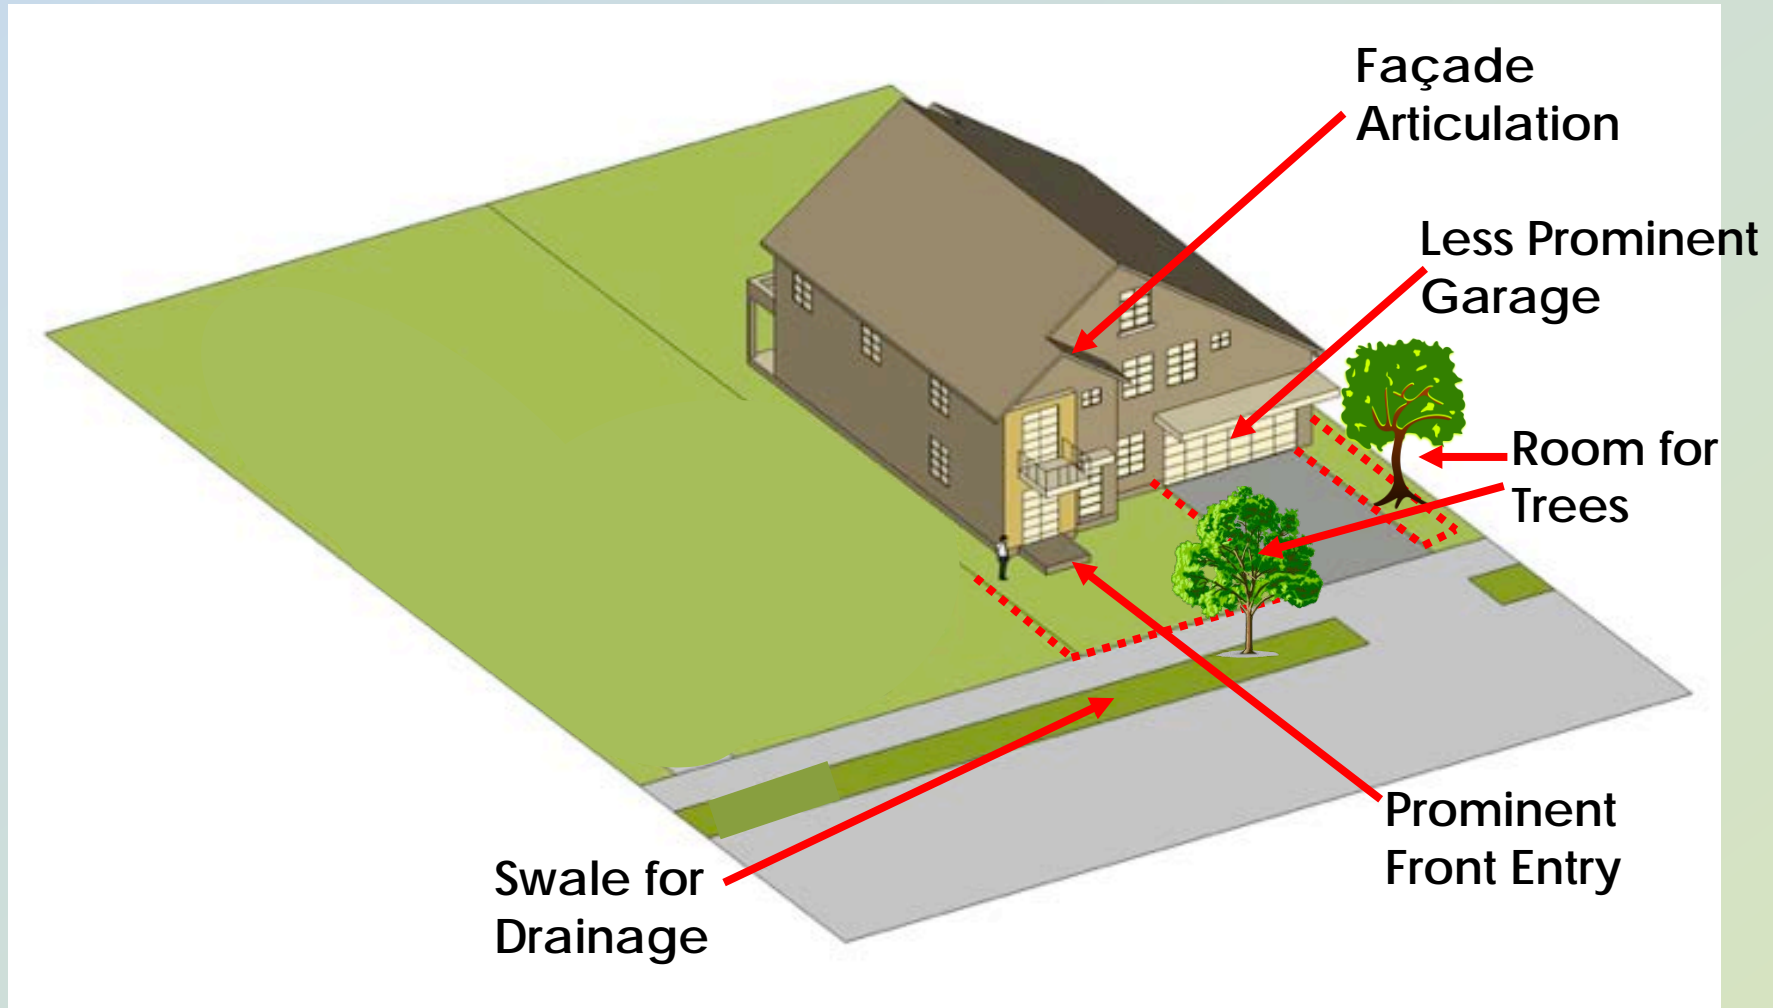 Façade
Articulation
Less Prominent
Garage
Room for
Trees
Prominent
Front Entry
Swale for
Drainage